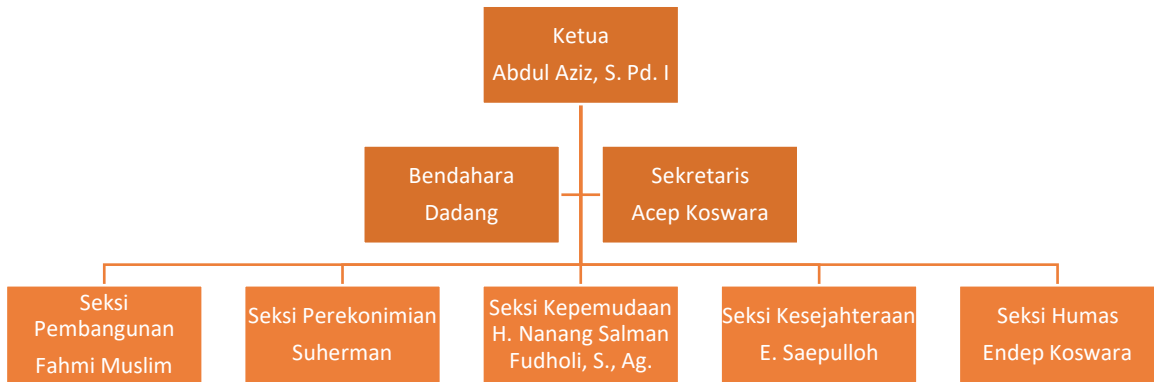 Ketua
Abdul Aziz, S. Pd. I
Bendahara
Dadang
Sekretaris
Acep Koswara
Seksi
Pembangunan
Fahmi Muslim
Seksi Perekonimian
Suherman
Seksi Kepemudaan
H. Nanang Salman
Fudholi, S., Ag.
Seksi Kesejahteraan
E. Saepulloh
Seksi Humas
Endep Koswara